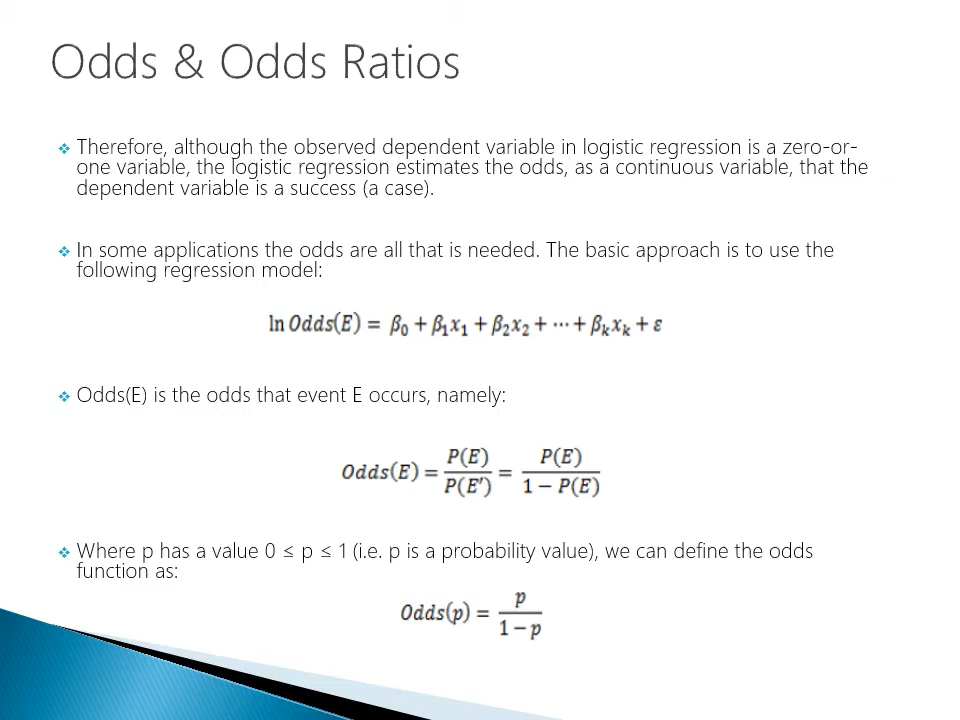 Odds & Odds Ratios
Therefore, although the observed dependent variable in logistic regression is a zero-or-
one variable, the logistic regression estimates the odds, as a continuous variable, that the
dependent variable is a success (a case).
In some applications the odds are all that is needed. The basic approach is to use the
following regression model:
ln Odds(E) = β₀ + β₁x₁ + β₂x₂ + ⋯ + βₖxₖ + ε
Odds(E) is the odds that event E occurs, namely:
Odds(E) = P(E)/P(E′) = P(E)/(1 − P(E))
Where p has a value 0 ≤ p ≤ 1 (i.e. p is a probability value), we can define the odds
function as:
Odds(p) = p/(1 − p)